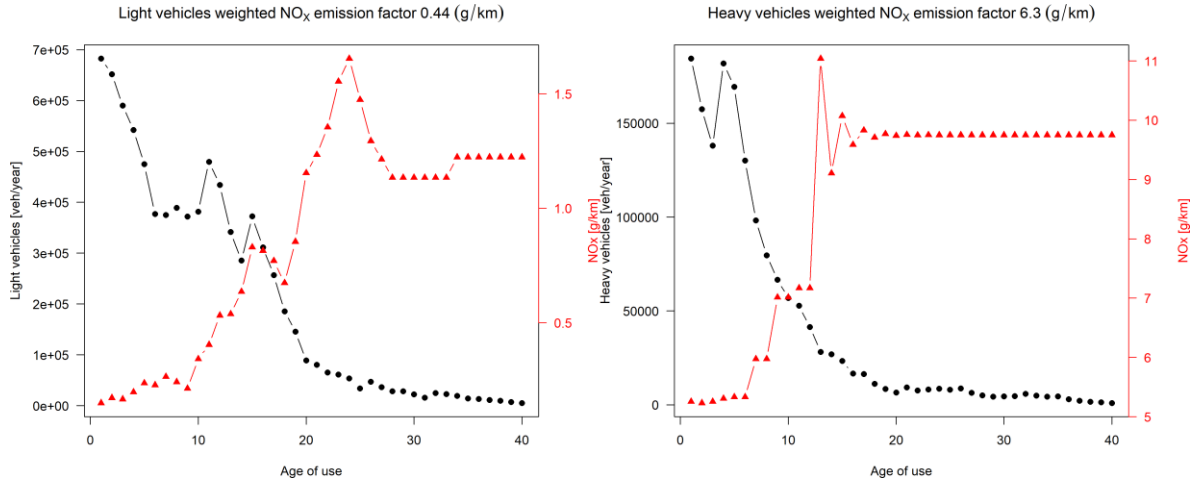 Light vehicles weighted NOX emission factor 0.44 (g/km)
7e+05
6e+05
5e+05
4e+05
3e+05
2e+05
1e+05
0e+00
Light vehicles [veh/year]
1.5
1.0
0.5
NOx [g/km]
0
10
20
30
40
Age of use
Heavy vehicles weighted NOX emission factor 6.3 (g/km)
150000
100000
50000
0
Heavy vehicles [veh/year]
11
10
9
8
7
6
5
NOx [g/km]
0
10
20
30
40
Age of use